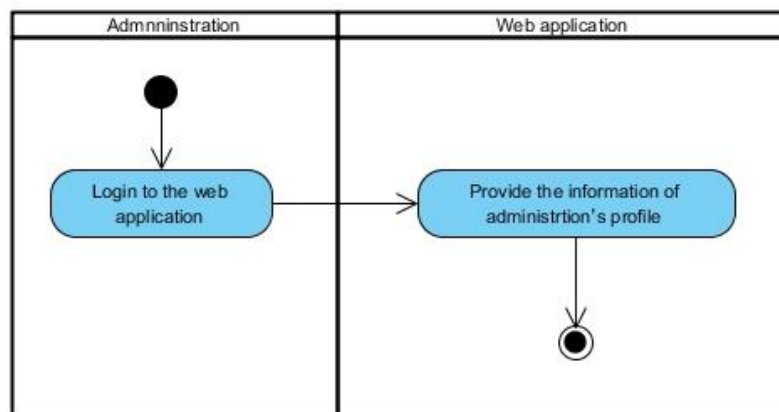 Admnninstration
Web application
Login to the web
application
Provide the information of
administrtion's profile